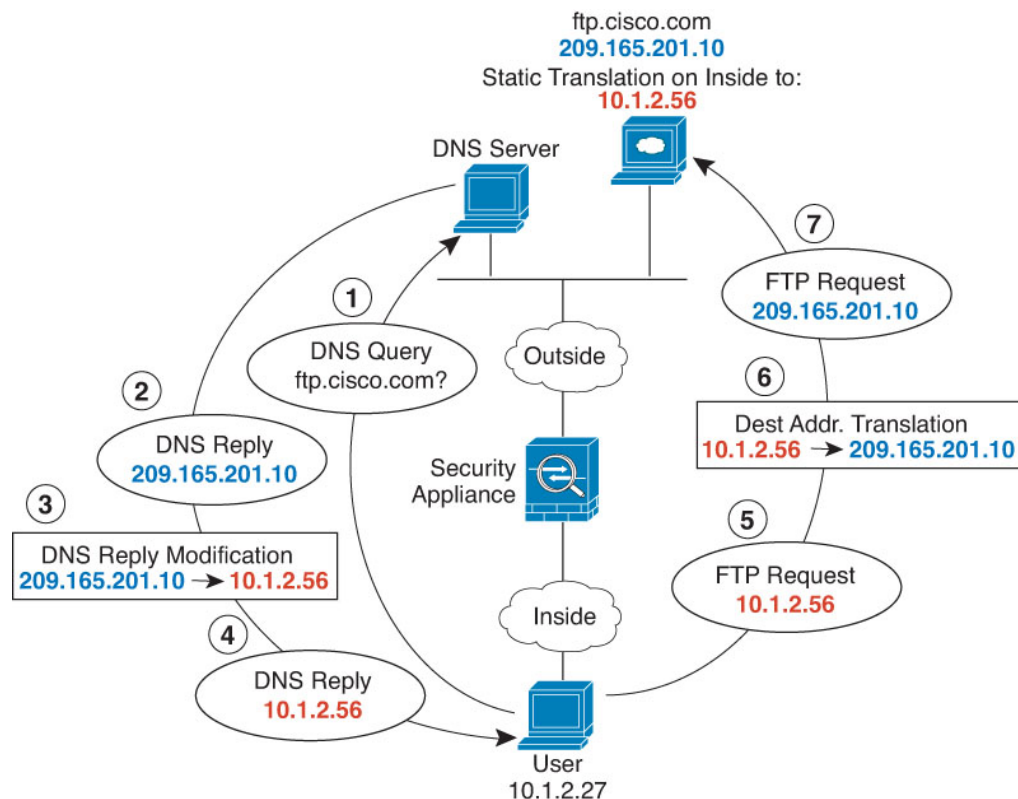 ftp.cisco.com
209.165.201.10
Static Translation on Inside to:
10.1.2.56
DNS Server
7
FTP Request
209.165.201.10
1
DNS Query
ftp.cisco.com?
Outside
2
DNS Reply
209.165.201.10
6
Dest Addr. Translation
10.1.2.56 → 209.165.201.10
Security
Appliance
3
DNS Reply Modification
209.165.201.10 → 10.1.2.56
5
FTP Request
10.1.2.56
Inside
4
DNS Reply
10.1.2.56
User
10.1.2.27